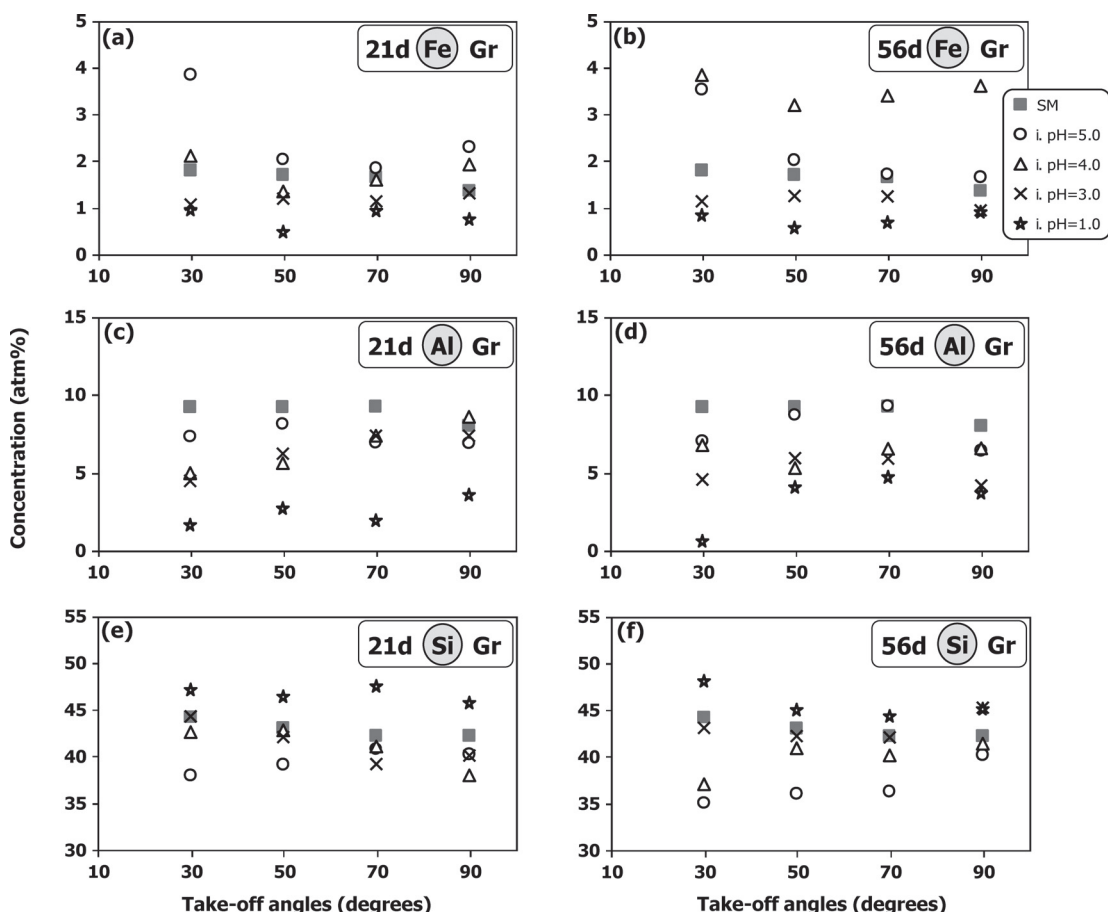 (a) 21d Fe Gr
5
4
3
2
1
0
10 30 50 70 90
(b) 56d Fe Gr
5
4
3
2
1
0
10 30 50 70 90
SM
i. pH=5.0
i. pH=4.0
i. pH=3.0
i. pH=1.0
Concentration (atm%)
(c) 21d Al Gr
15
10
5
0
10 30 50 70 90
(d) 56d Al Gr
15
10
5
0
10 30 50 70 90
(e) 21d Si Gr
55
50
45
40
35
30
10 30 50 70 90
Take-off angles (degrees)
(f) 56d Si Gr
55
50
45
40
35
30
10 30 50 70 90
Take-off angles (degrees)